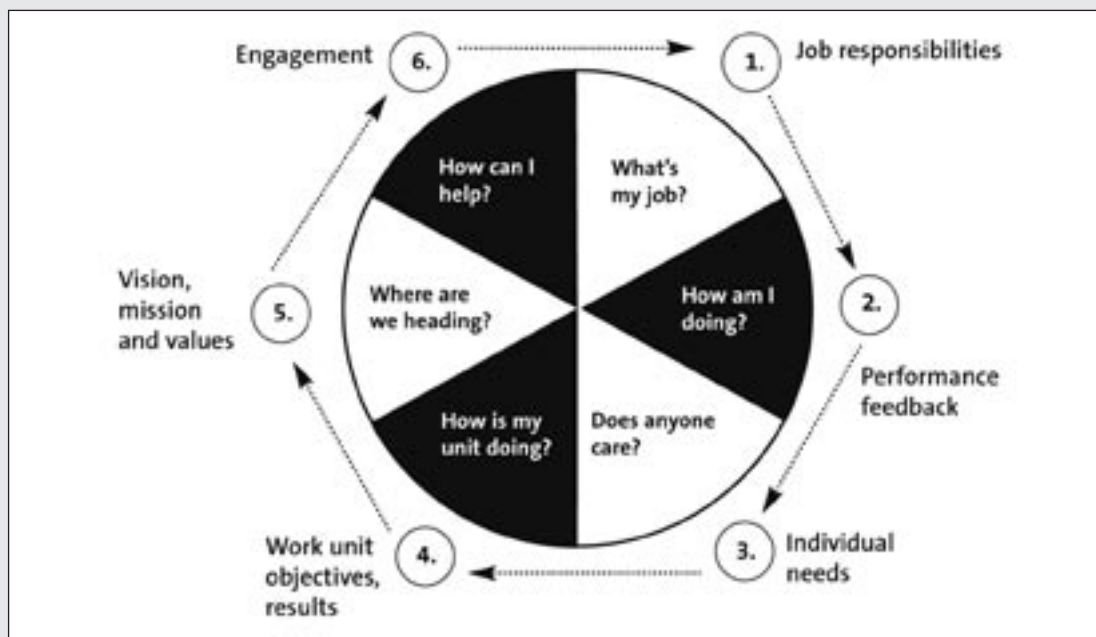 Engagement
6.
1.
Job responsibilities
How can I
help?
What's
my job?
Vision,
mission
and values
5.
Where are
we heading?
How am I
doing?
2.
Performance
feedback
How is my
unit doing?
Does anyone
care?
Work unit
objectives,
results
4.
3.
Individual
needs